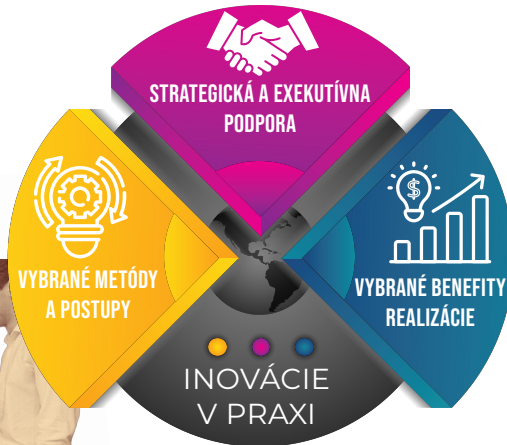 STRATEGICKÁ A EXEKUTÍVNA
PODPORA
VYBRANÉ METÓDY
A POSTUPY
VYBRANÉ BENEFITY
REALIZÁCIE
INOVÁCIE
V PRAXI
$